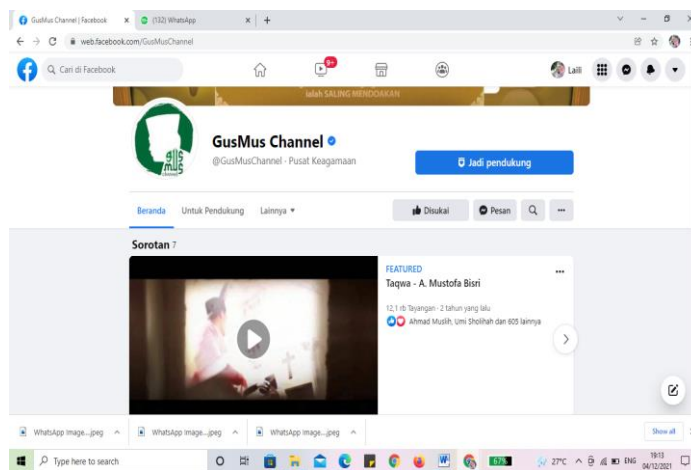 GusMus Channel | Facebook
(132) WhatsApp
web.facebook.com/GusMusChannel
Cari di Facebook
9+
Laili
ialah SALING MENDOAKAN
gus
mus
channel
GusMus Channel
@GusMusChannel · Pusat Keagamaan
Jadi pendukung
Beranda Untuk Pendukung Lainnya
Disukai Pesan
Sorotan 7
FEATURED
Taqwa - A. Mustofa Bisri
12,1 rb Tayangan · 2 tahun yang lalu
Ahmad Muslih, Umi Sholihah dan 605 lainnya
WhatsApp Image....jpeg
WhatsApp Image....jpeg
WhatsApp Image....jpeg
Show all
Type here to search
67%
27°C
ENG
19:13
04/12/2021